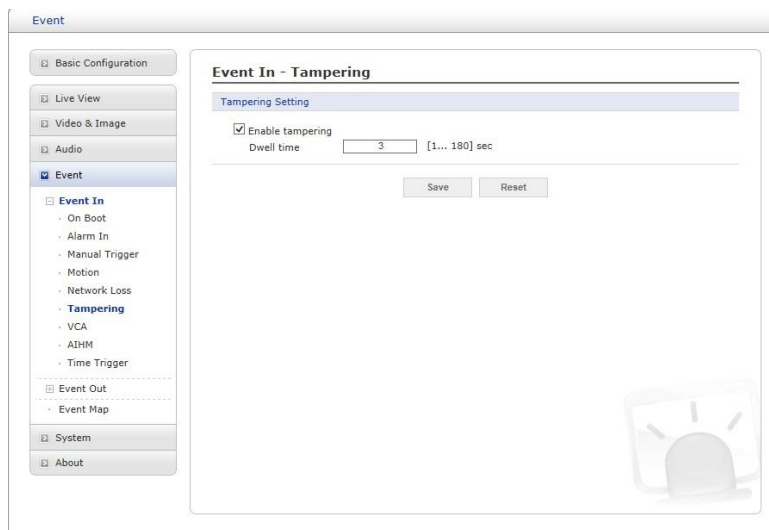 Event
Basic Configuration
Live View
Video & Image
Audio
Event
Event In
On Boot
Alarm In
Manual Trigger
Motion
Network Loss
Tampering
VCA
AIHM
Time Trigger
Event Out
Event Map
System
About
Event In - Tampering
Tampering Setting
Enable tampering
Dwell time 3 [1... 180] sec
Save Reset